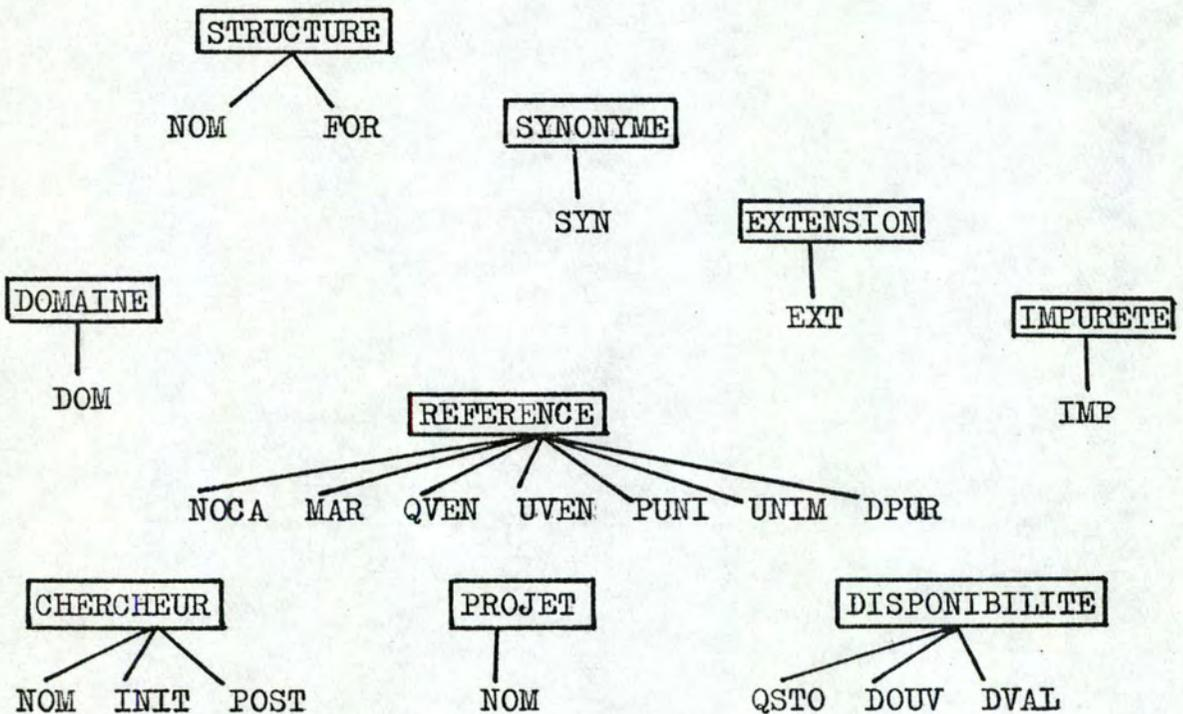 STRUCTURE
NOM FOR
SYNONYME
SYN
EXTENSION
EXT
DOMAINE
DOM
IMPURETE
IMP
REFERENCE
NOCA MAR QVEN UVEN PUNI UNIM DPUR
CHERCHEUR PROJET DISPONIBILITE
NOM INIT POST NOM QSTO DOUV DVAL